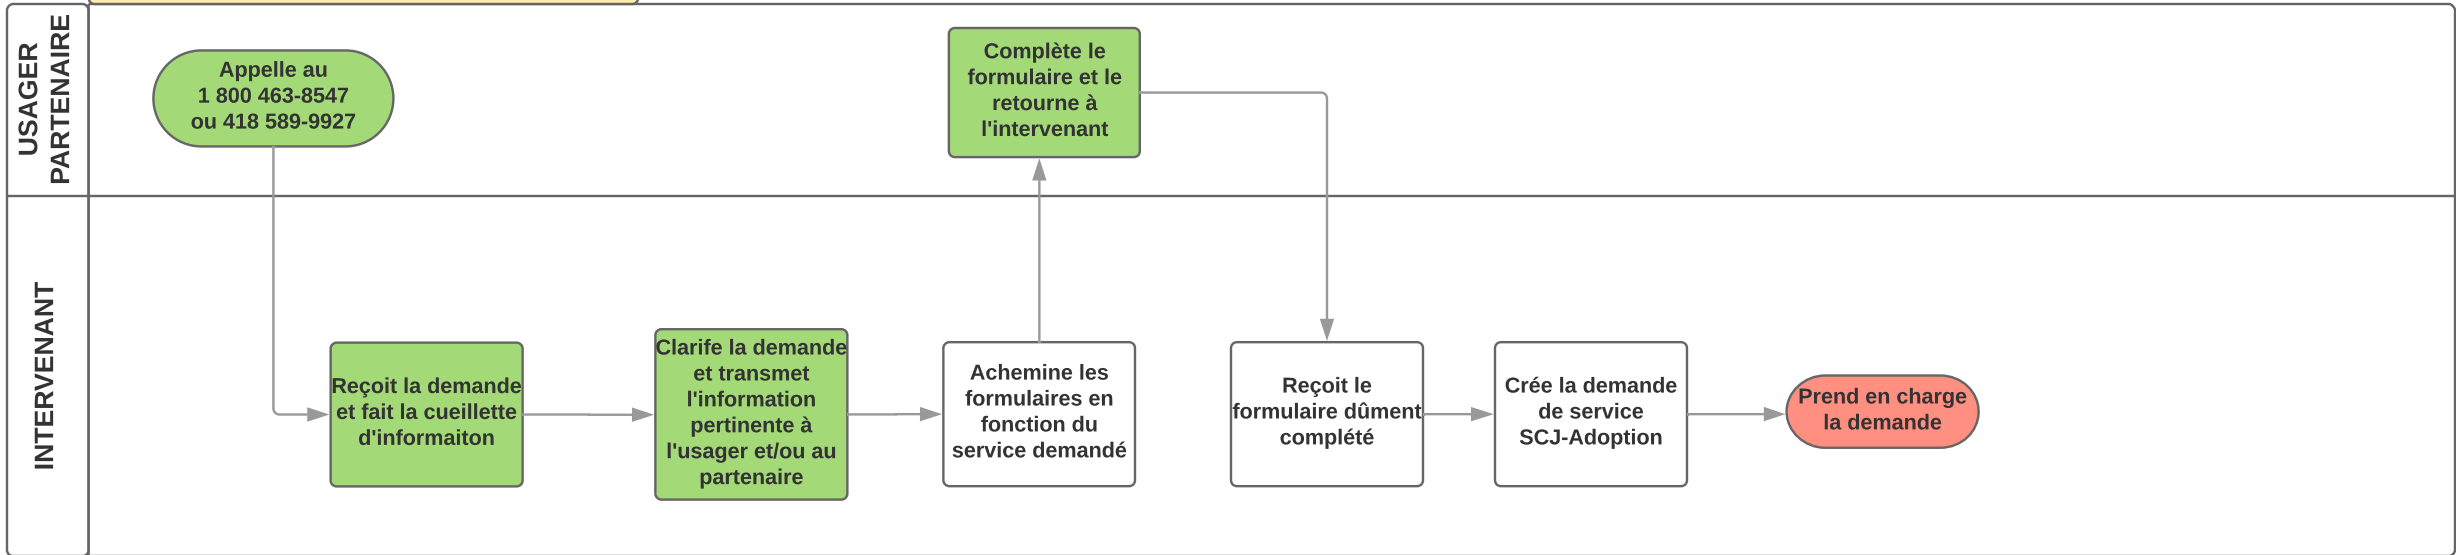 USAGER
PARTENAIRE
Appelle au
1 800 463-8547
ou 418 589-9927
Complète le
formulaire et le
retourne à
l'intervenant
INTERVENANT
Reçoit la demande
et fait la cueillette
d'informaiton
Clarife la demande
et transmet
l'information
pertinente à
l'usager et/ou au
partenaire
Achemine les
formulaires en
fonction du
service demandé
Reçoit le
formulaire dûment
complété
Crée la demande
de service
SCJ-Adoption
Prend en charge
la demande